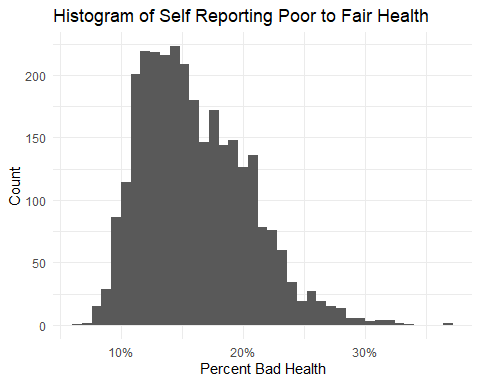 Histogram of Self Reporting Poor to Fair Health
200
150
100
50
0
Count
10%
20%
30%
Percent Bad Health